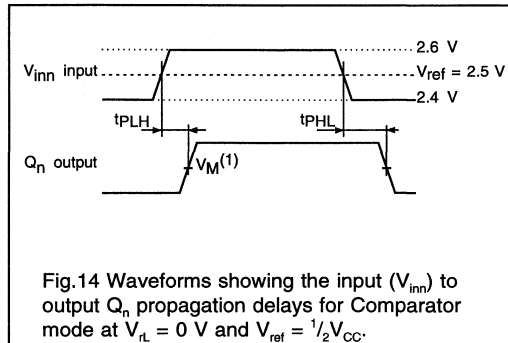 2.6 V
V_inn input
V_ref = 2.5 V
2.4 V
t_PLH
t_PHL
Q_n output
V_M(1)
Fig.14 Waveforms showing the input (V_inn) to
output Q_n propagation delays for Comparator
mode at V_rL = 0 V and V_ref = 1/2V_CC.